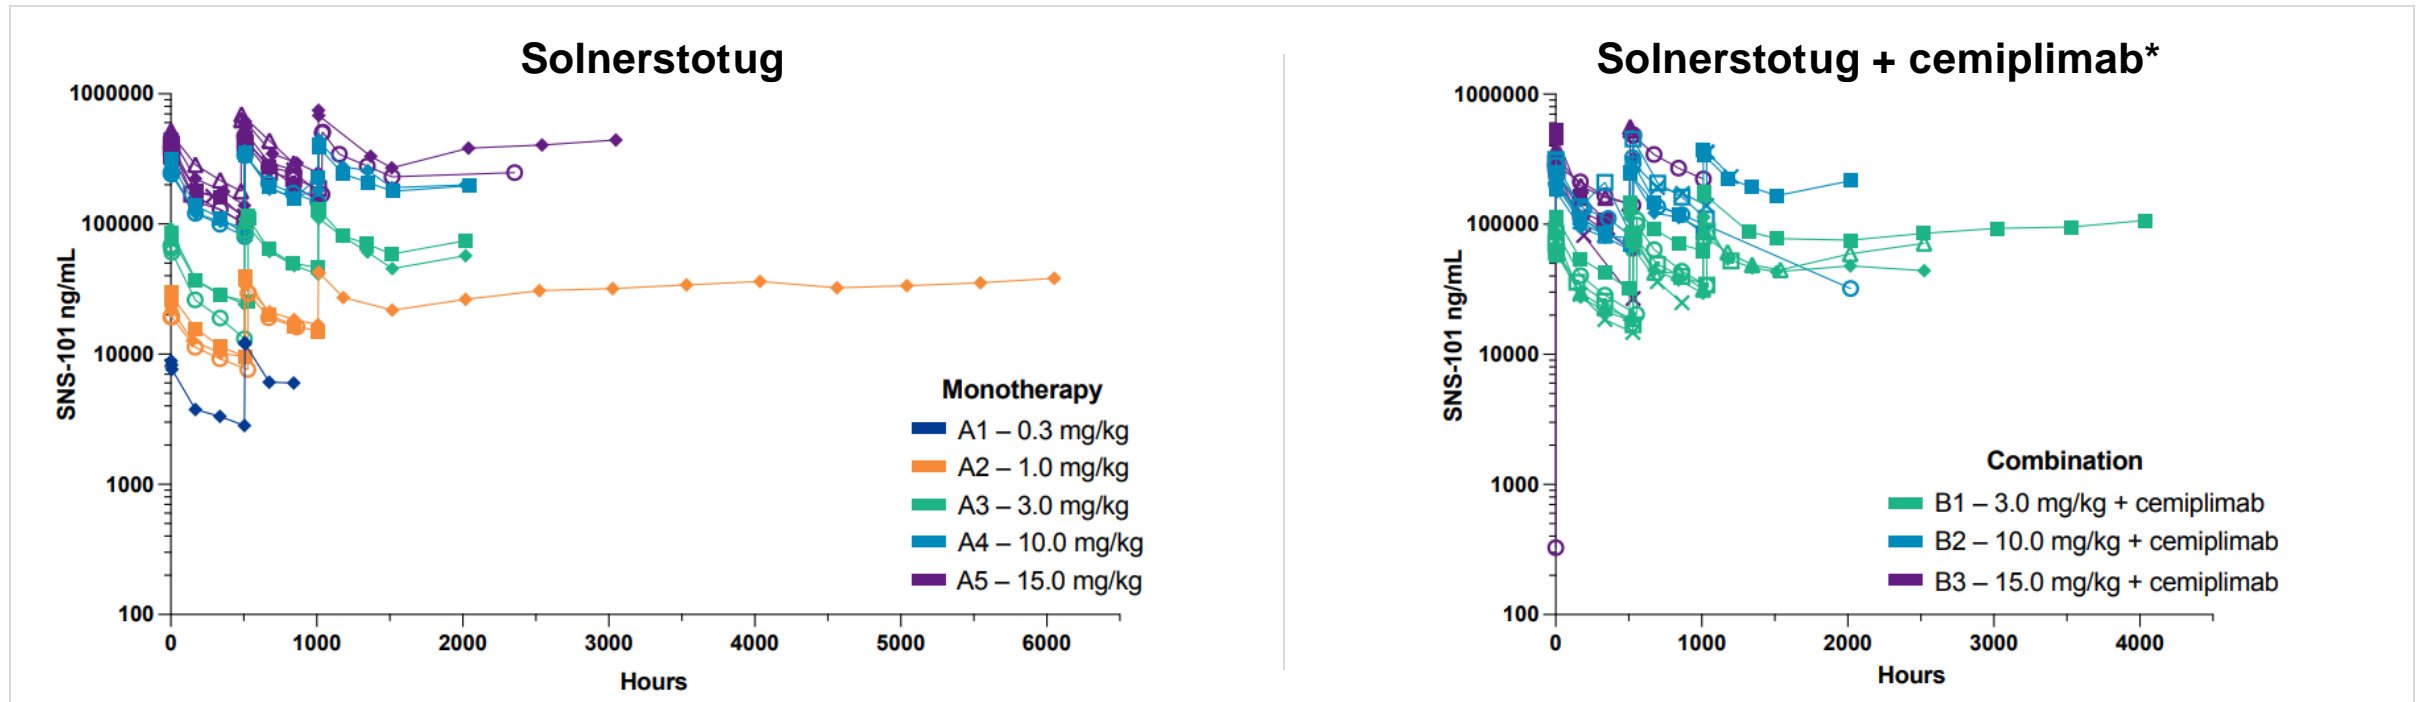 Solnerstotug
1000000
100000
10000
1000
100
SNS-101 ng/mL
0 1000 2000 3000 4000 5000 6000
Hours
Monotherapy
A1 – 0.3 mg/kg
A2 – 1.0 mg/kg
A3 – 3.0 mg/kg
A4 – 10.0 mg/kg
A5 – 15.0 mg/kg
Solnerstotug + cemiplimab*
1000000
100000
10000
1000
100
SNS-101 ng/mL
0 1000 2000 3000 4000
Hours
Combination
B1 – 3.0 mg/kg + cemiplimab
B2 – 10.0 mg/kg + cemiplimab
B3 – 15.0 mg/kg + cemiplimab